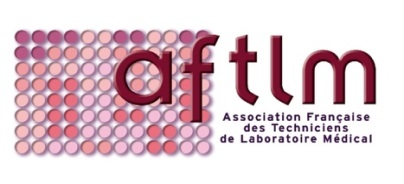 aftlm
Association Française
des Techniciens
de Laboratoire Médical